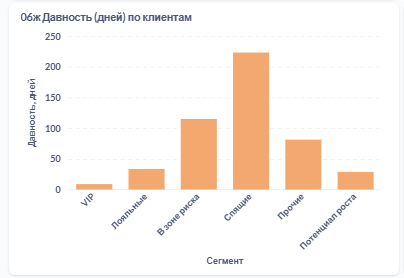 06ж Давность (дней) по клиентам
250
200
150
100
50
0
Давность, дней
VIP
Лояльные
В зоне риска
Спящие
Прочие
Потенциал роста
Сегмент